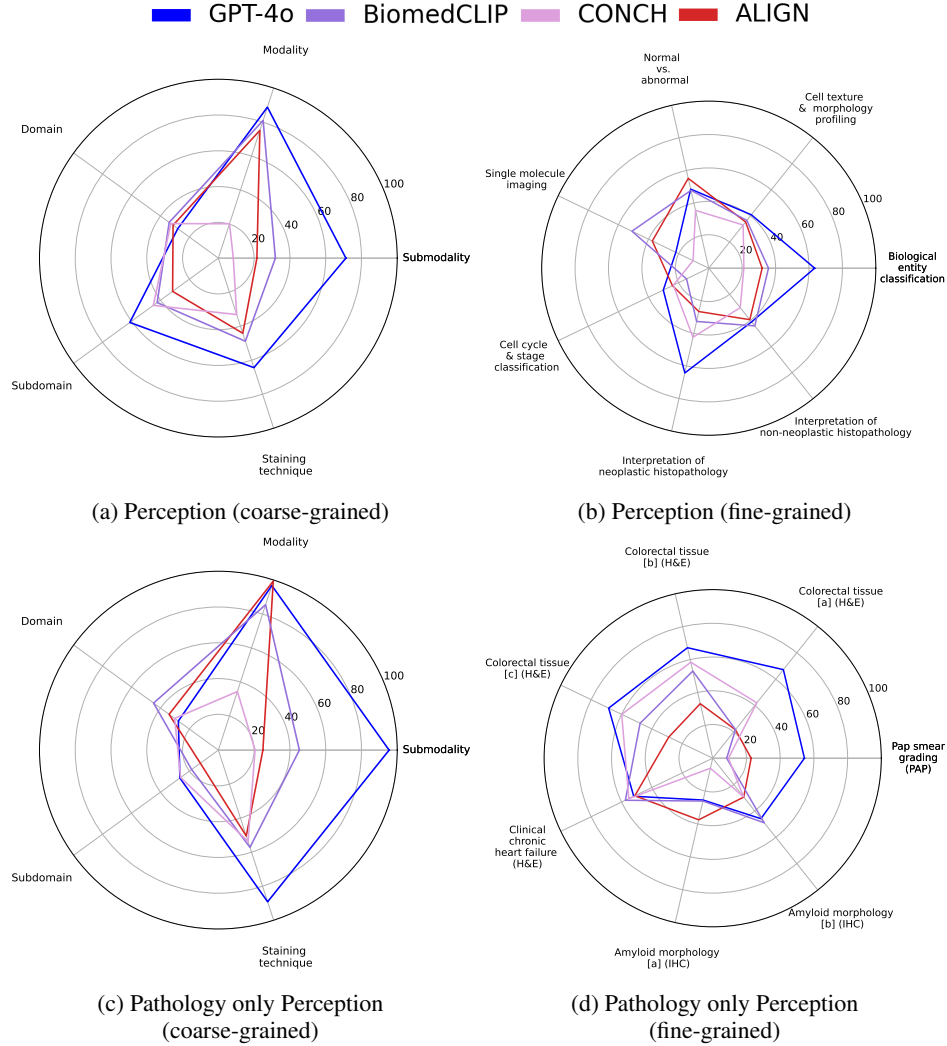 GPT-4o BiomedCLIP CONCH ALIGN
Modality
Domain
Submodality
Subdomain
Staining
technique
20
40
60
80
100
(a) Perception (coarse-grained)
Normal
vs.
abnormal
Cell texture
& morphology
profiling
Single molecule
imaging
Biological
entity
classification
Cell cycle
& stage
classification
Interpretation of
neoplastic histopathology
Interpretation of
non-neoplastic histopathology
20
40
60
80
100
(b) Perception (fine-grained)
Modality
Domain
Submodality
Subdomain
Staining
technique
20
40
60
80
100
(c) Pathology only Perception
(coarse-grained)
Colorectal tissue
[b] (H&E)
Colorectal tissue
[a] (H&E)
Colorectal tissue
[c] (H&E)
Pap smear
grading
(PAP)
Clinical
chronic
heart failure
(H&E)
Amyloid morphology
[a] (IHC)
Amyloid morphology
[b] (IHC)
20
40
60
80
100
(d) Pathology only Perception
(fine-grained)